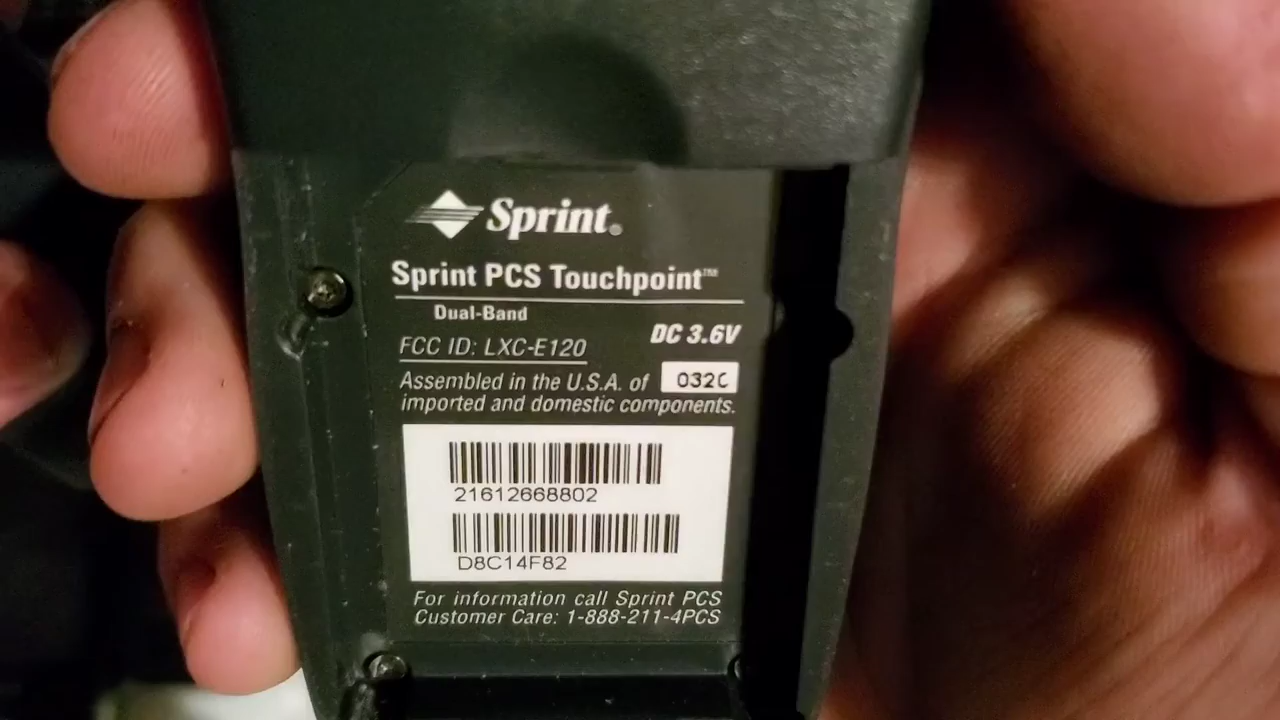 Sprint®
Sprint PCS Touchpoint™
Dual-Band
DC 3.6V
FCC ID: LXC-E120
Assembled in the U.S.A. of 032C
imported and domestic components.
21612668802
D8C14F82
For information call Sprint PCS
Customer Care: 1-888-211-4PCS